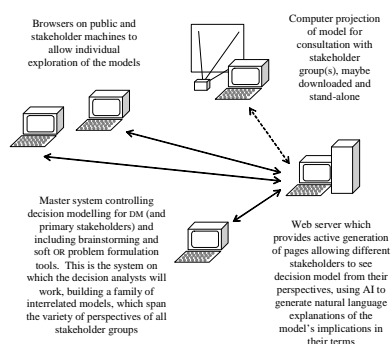 Browsers on public and
stakeholder machines to
allow individual
exploration of the models
Computer projection
of model for
consultation with
stakeholder
group(s), maybe
downloaded and
stand-alone
Master system controlling
decision modelling for DM (and
primary stakeholders) and
including brainstorming and
soft OR problem formulation
tools. This is the system on
which the decision analysts will
work, building a family of
interrelated models, which span
the variety of perspectives of all
stakeholder groups
Web server which
provides active generation
of pages allowing different
stakeholders to see
decision model from their
perspectives, using AI to
generate natural language
explanations of the
model's implications in
their terms